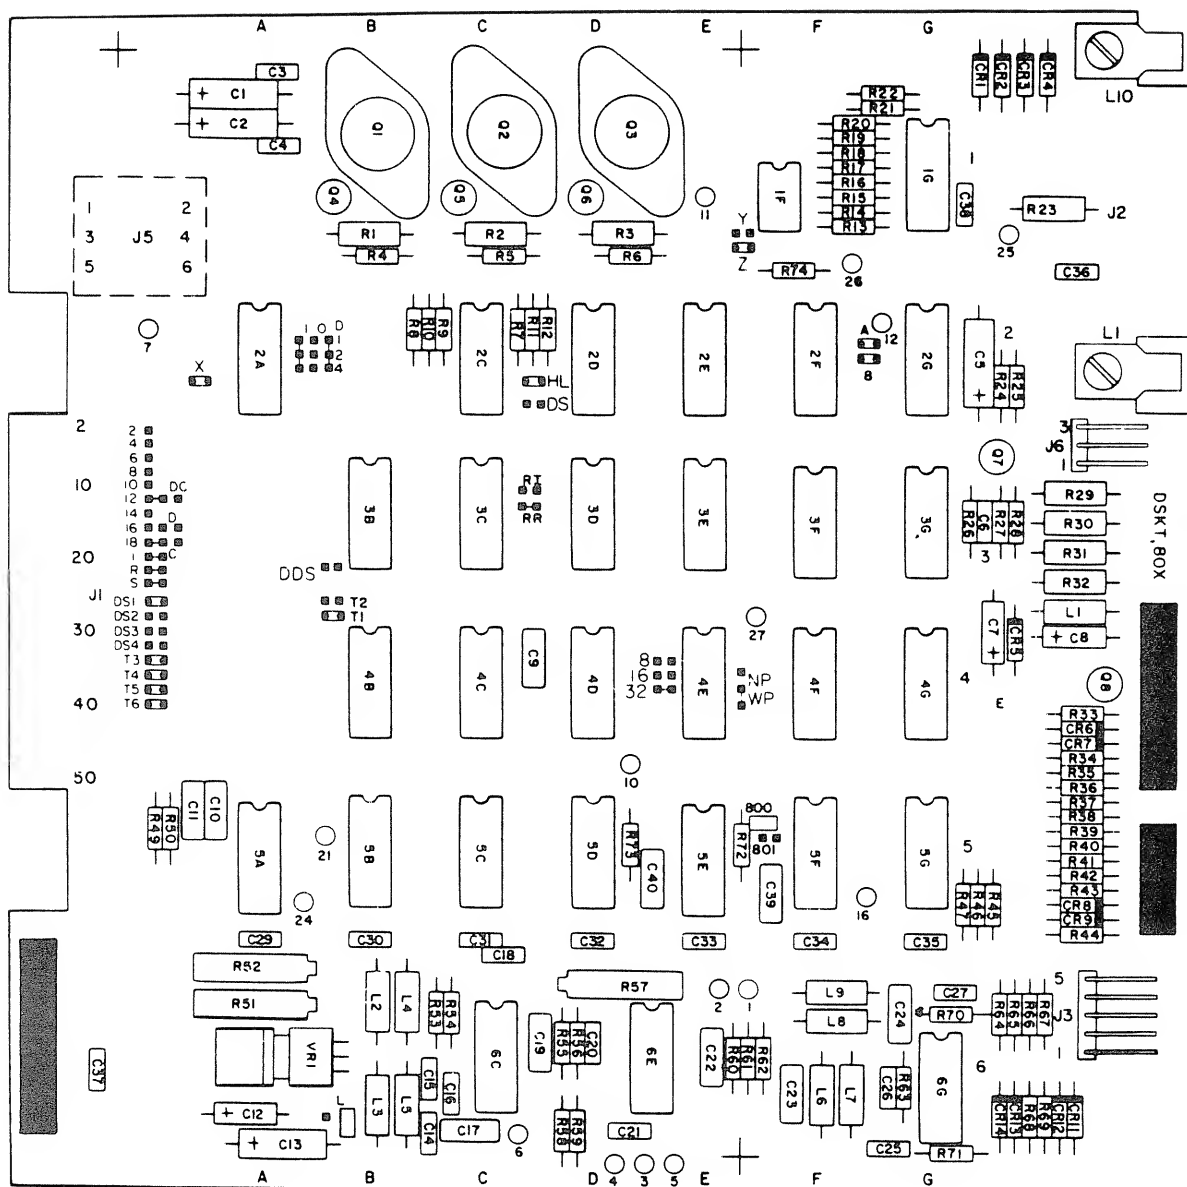 A B C D E F G
C3
C1
C2
C4
Q1 Q2 Q3
Q4 Q5 Q6
R22
R21
R20
R19
R18
R17
R16
R15
R14
R13
1F
1G
1
C38
CR1 CR2 CR3 CR4
L10
R23 J2
25
C36
1 2
3 J5 4
5 6
R1 R2 R3
R4 R5 R6
11
Y
Z
R74
26
7
X
2A
1 0 D
1
2
4
R8 R10 R9
2C
R7 R11 R12
HL
DS
2D
2E
2F
A
8
12
2G
C5
2
R24 R25
L1
3
J6
1
2
10
20
J1
30
40
50
2
4
6
8
10
12 DC
14
16 D
18
1 C
R
S
DS1
DS2
DS3
DS4
T3
T4
T5
T6
3B
3C
RI
RR
3D
3E
3F
3G
Q7
R26 C6 R27 R28
3
R29
R30
R31
R32
L1
C8
DSKT,80X
DDS
T2
T1
27
C7 CR5
4B
4C
C9
4D
8
16
32
4E
NP
WP
4F
4G
4
E
Q8
10
R33
CR6
CR7
R34
R35
R36
R37
R38
R39
R40
R41
R42
R43
CR8
CR9
R44
R49 R50
C11 C10
5A
21
24
5B
5C
5D
R73
C40
5E
R72
800
801
C39
5F
16
5G
5
R47 R46 R45
C29 C30 C31 C32 C33 C34 C35
C18
R52
R51
VR1
C37
C12
C13
L
L2 L4
L3 L5
R53 R54
C15
C16
C14
C17
6C
6
C19
R55 R56 C20
R57
6E
R58 R59
C21
2 1
C22
R60 R61 R62
L9
L8
C23
L6 L7
C24
C27
R70
C26 R63
6G
C25
R71
6
R64 R65 R66 R67
5
J3
1
CR14 CR13 R68 R69 CR12 CR11
4 3 5
A B C D E F G